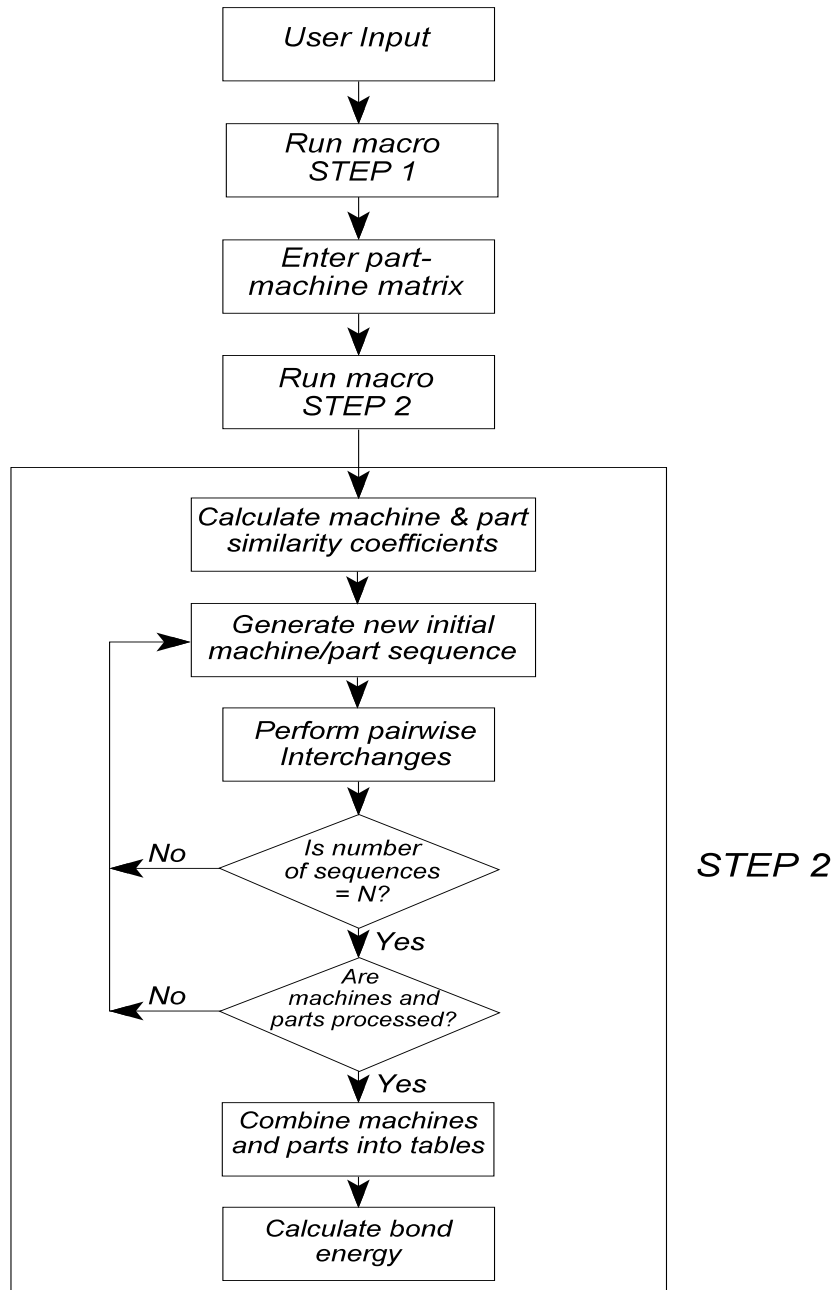 User Input
Run macro
STEP 1
Enter part-
machine matrix
Run macro
STEP 2
Calculate machine & part
similarity coefficients
Generate new initial
machine/part sequence
Perform pairwise
Interchanges
Is number
of sequences
= N?
No
STEP 2
Yes
Are
machines and
parts processed?
No
Yes
Combine machines
and parts into tables
Calculate bond
energy